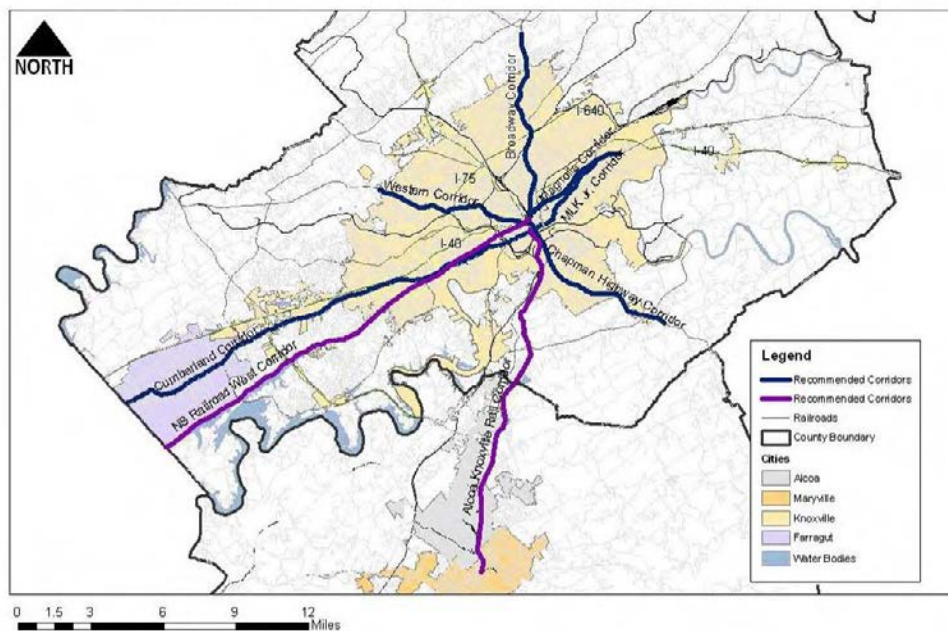 NORTH
Broadway Corridor
I-640
Magnolia Corridor
MLK Jr Corridor
I-40
I-75
Western Corridor
I-40
Chapman Highway Corridor
Cumberland Corridor
NS Railroad West Corridor
Alcoa Knoxville Rail Corridor
Legend
Recommended Corridors
Recommended Corridors
Railroads
County Boundary
Cities
Alcoa
Maryville
Knoxville
Farragut
Water Bodies
0 1.5 3 6 9 12
Miles